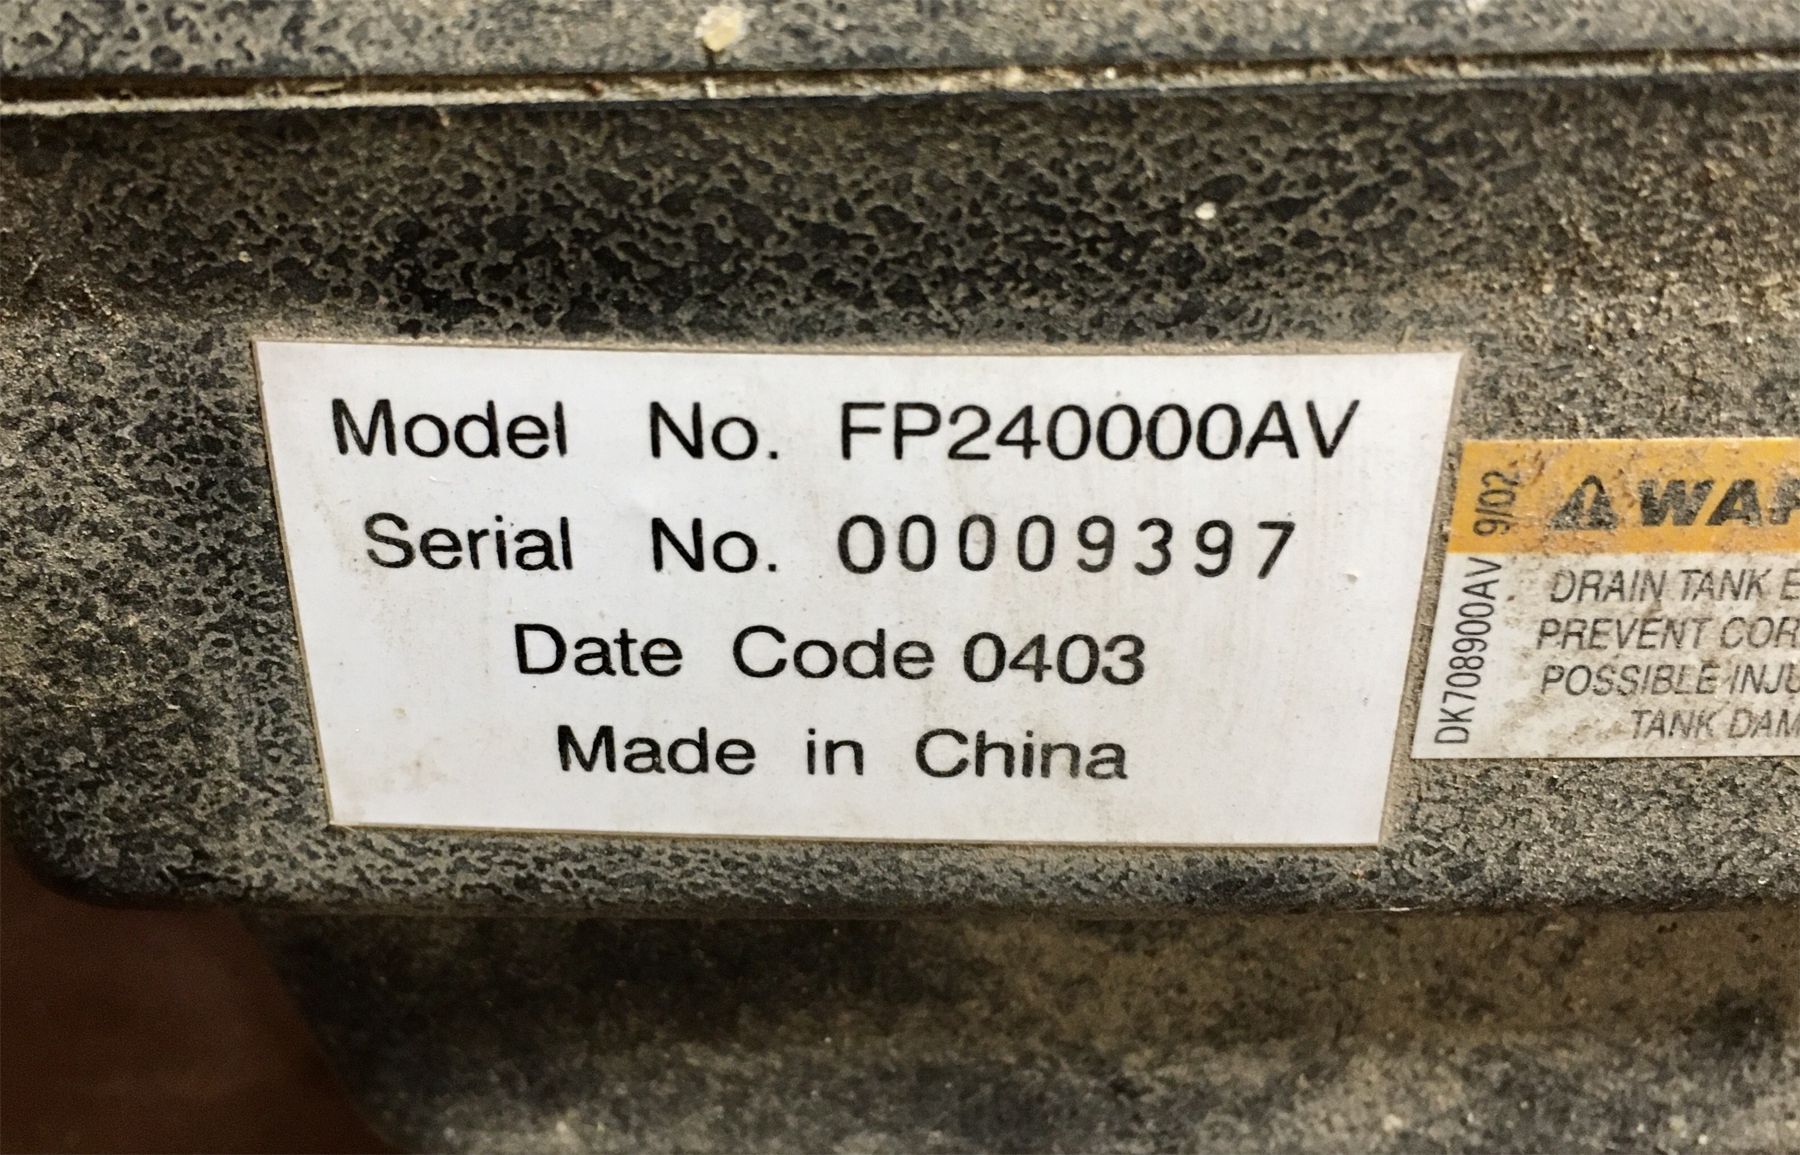 Model No. FP240000AV
Serial No. 00009397
Date Code 0403
Made in China
DK708900AV 9/02
DRAIN TANK
PREVENT
POSSIBLE
TANK